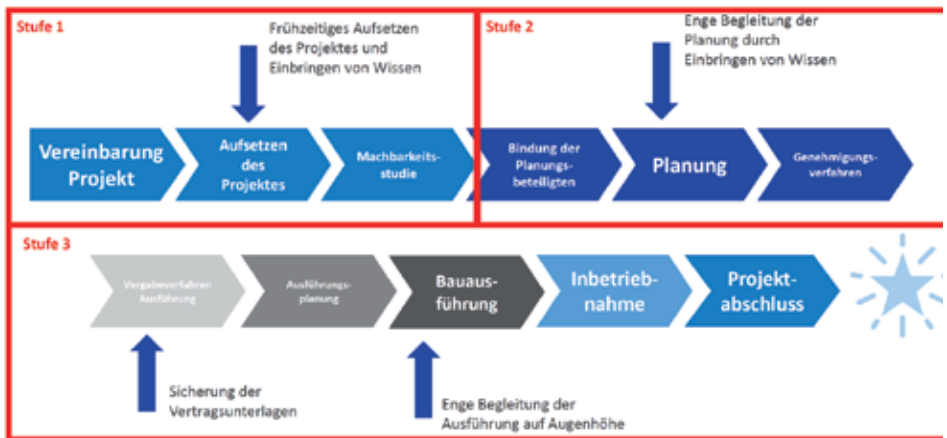 Stufe 1
Frühzeitiges Aufsetzen
des Projektes und
Einbringen von Wissen
Stufe 2
Enge Begleitung der
Planung durch
Einbringen von Wissen
Vereinbarung
Projekt
Aufsetzen
des
Projektes
Machbarkeits-
studie
Bindung der
Planungs-
beteiligten
Planung
Genehmigungs-
verfahren
Stufe 3
Vergabeverfahren
Ausführung
Ausführungs-
planung
Bauaus-
führung
Inbetrieb-
nahme
Projekt-
abschluss
Sicherung der
Vertragsunterlagen
Enge Begleitung der
Ausführung auf Augenhöhe